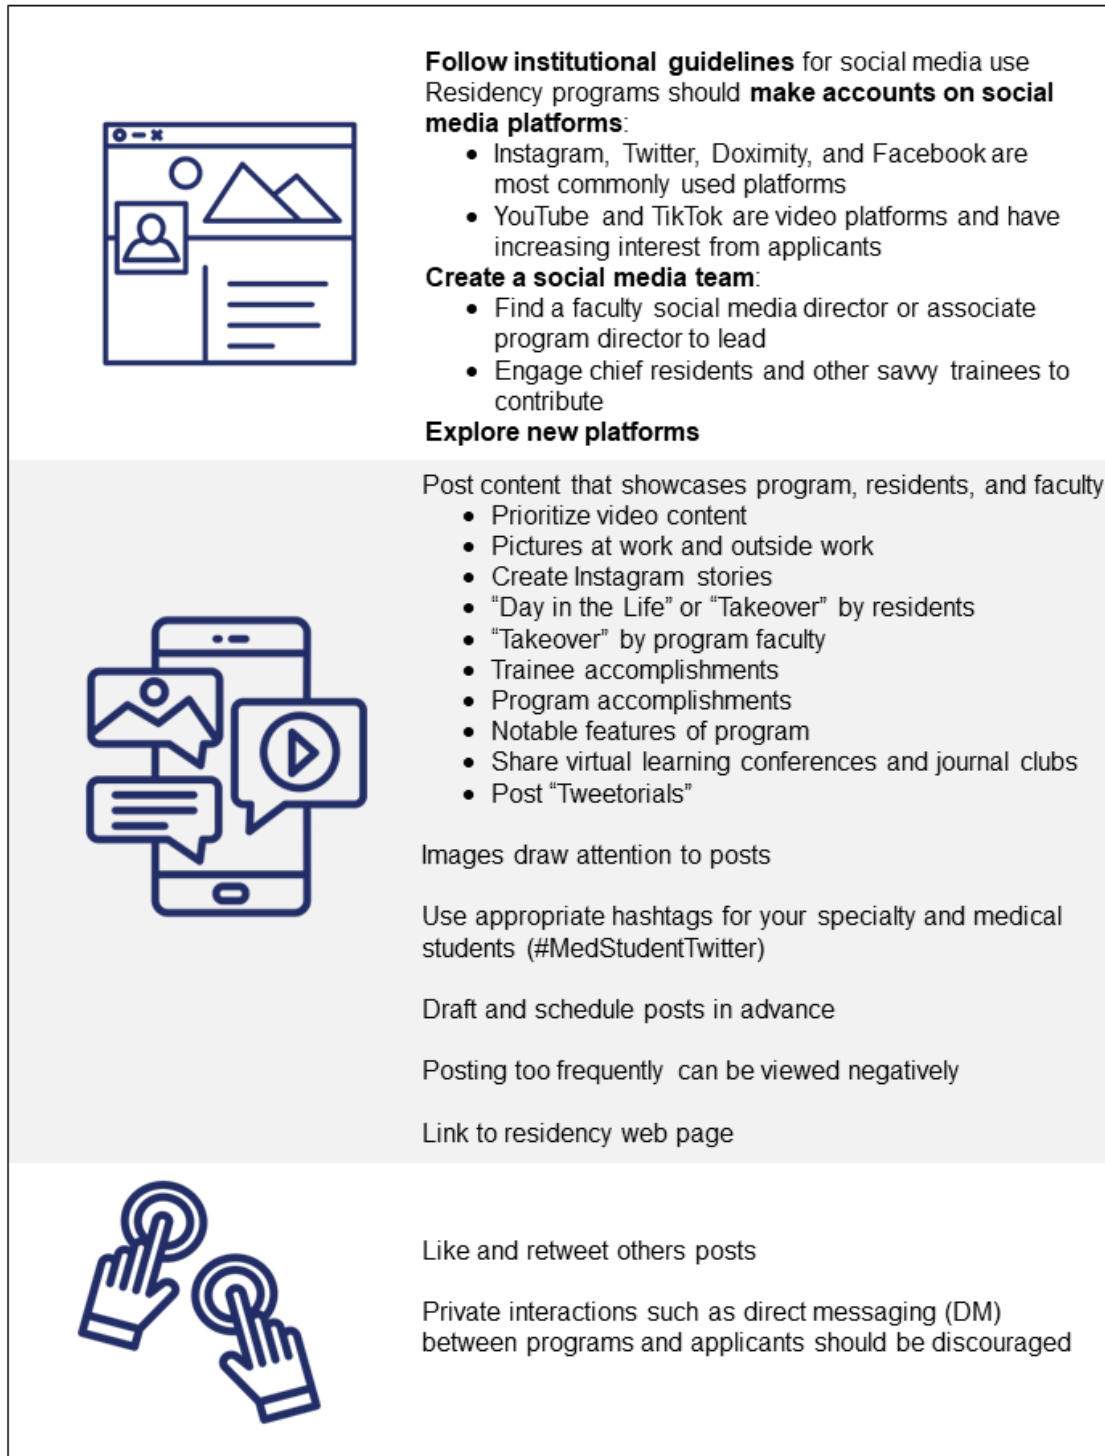 Follow institutional guidelines for social media use
Residency programs should make accounts on social
media platforms:
• Instagram, Twitter, Doximity, and Facebook are
most commonly used platforms
• YouTube and TikTok are video platforms and have
increasing interest from applicants
Create a social media team:
• Find a faculty social media director or associate
program director to lead
• Engage chief residents and other savvy trainees to
contribute
Explore new platforms
Post content that showcases program, residents, and faculty
• Prioritize video content
• Pictures at work and outside work
• Create Instagram stories
• “Day in the Life” or “Takeover” by residents
• “Takeover” by program faculty
• Trainee accomplishments
• Program accomplishments
• Notable features of program
• Share virtual learning conferences and journal clubs
• Post “Tweetorials”
Images draw attention to posts
Use appropriate hashtags for your specialty and medical
students (#MedStudentTwitter)
Draft and schedule posts in advance
Posting too frequently can be viewed negatively
Link to residency web page
Like and retweet others posts
Private interactions such as direct messaging (DM)
between programs and applicants should be discouraged